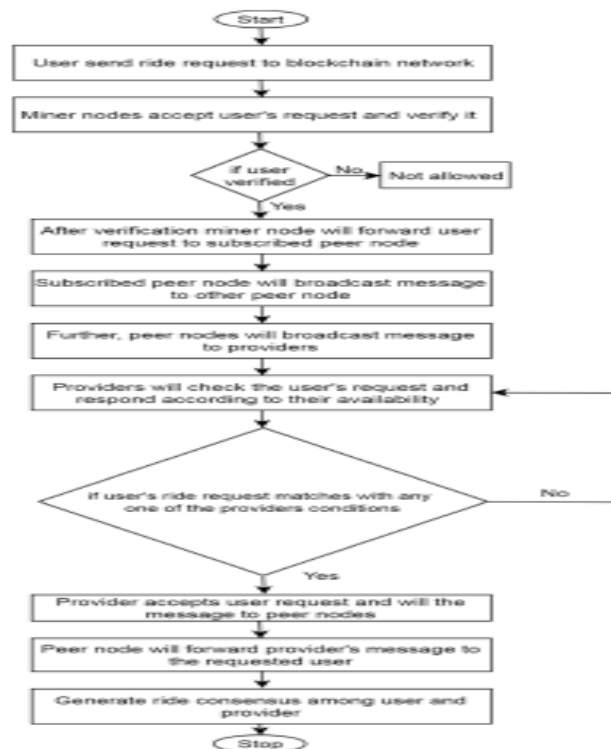 Start
User send ride request to blockchain network
Miner nodes accept user's request and verify it
if user
verified
No
Not allowed
Yes
After verification miner node will forward user
request to subscribed peer node
Subscribed peer node will broadcast message
to other peer node
Further, peer nodes will broadcast message
to providers
Providers will check the user's request and
respond according to their availability
if user's ride request matches with any
one of the providers conditions
No
Yes
Provider accepts user request and will the
message to peer nodes
Peer node will forward provider's message to
the requested user
Generate ride consensus among user and
provider
Stop